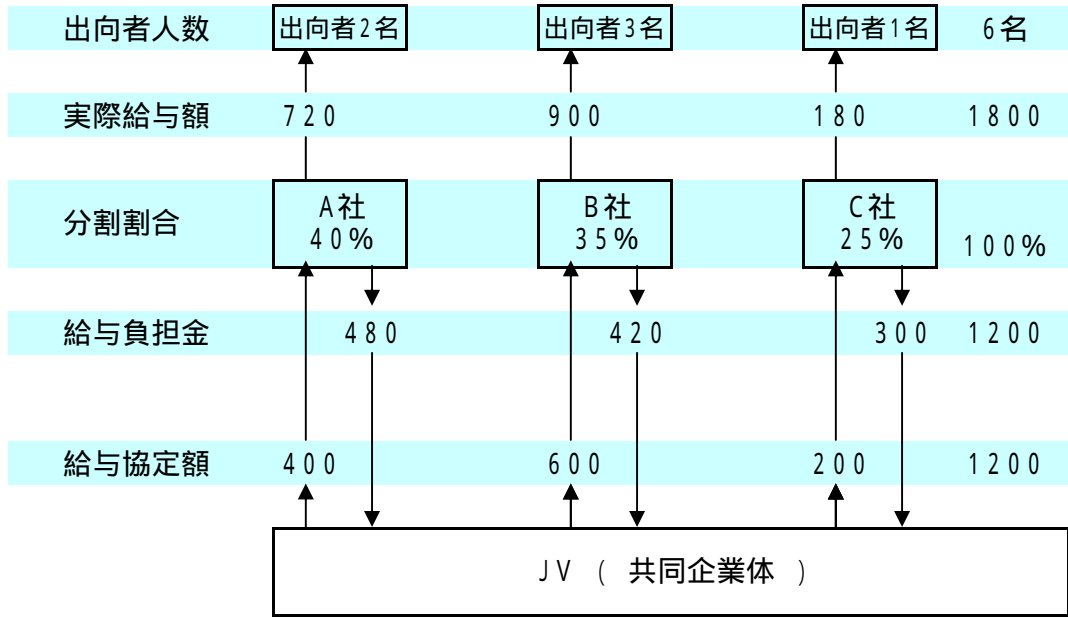 出向者人数 出向者2名 出向者3名 出向者1名 6名
実際給与額 720 900 180 1800
分割割合 A社 40% B社 35% C社 25% 100%
給与負担金 480 420 300 1200
給与協定額 400 600 200 1200
JV ( 共同企業体 )